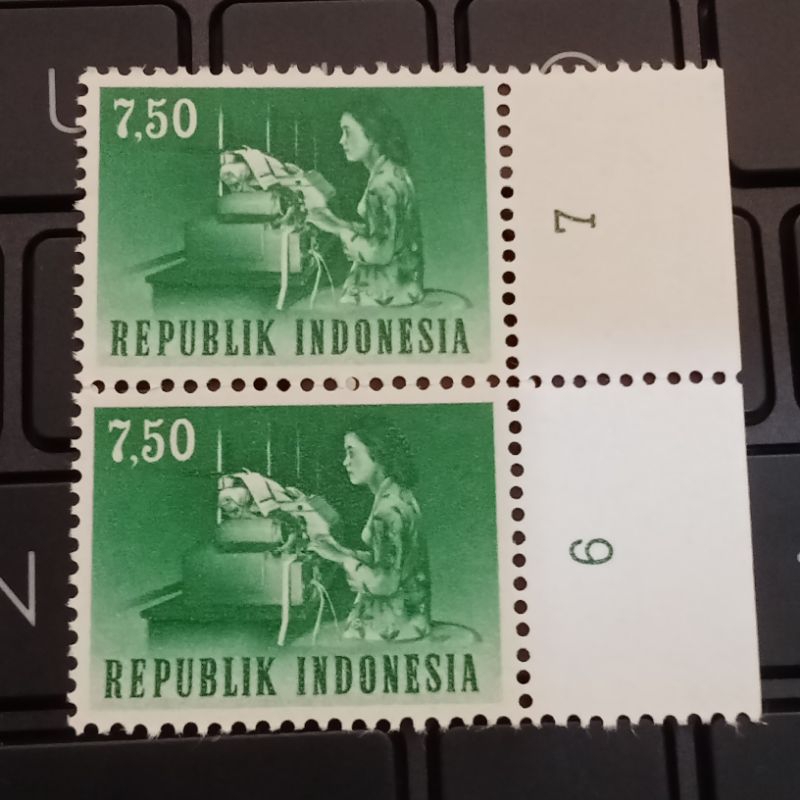 7,50
REPUBLIK INDONESIA
7
7,50
REPUBLIK INDONESIA
6
U
Z